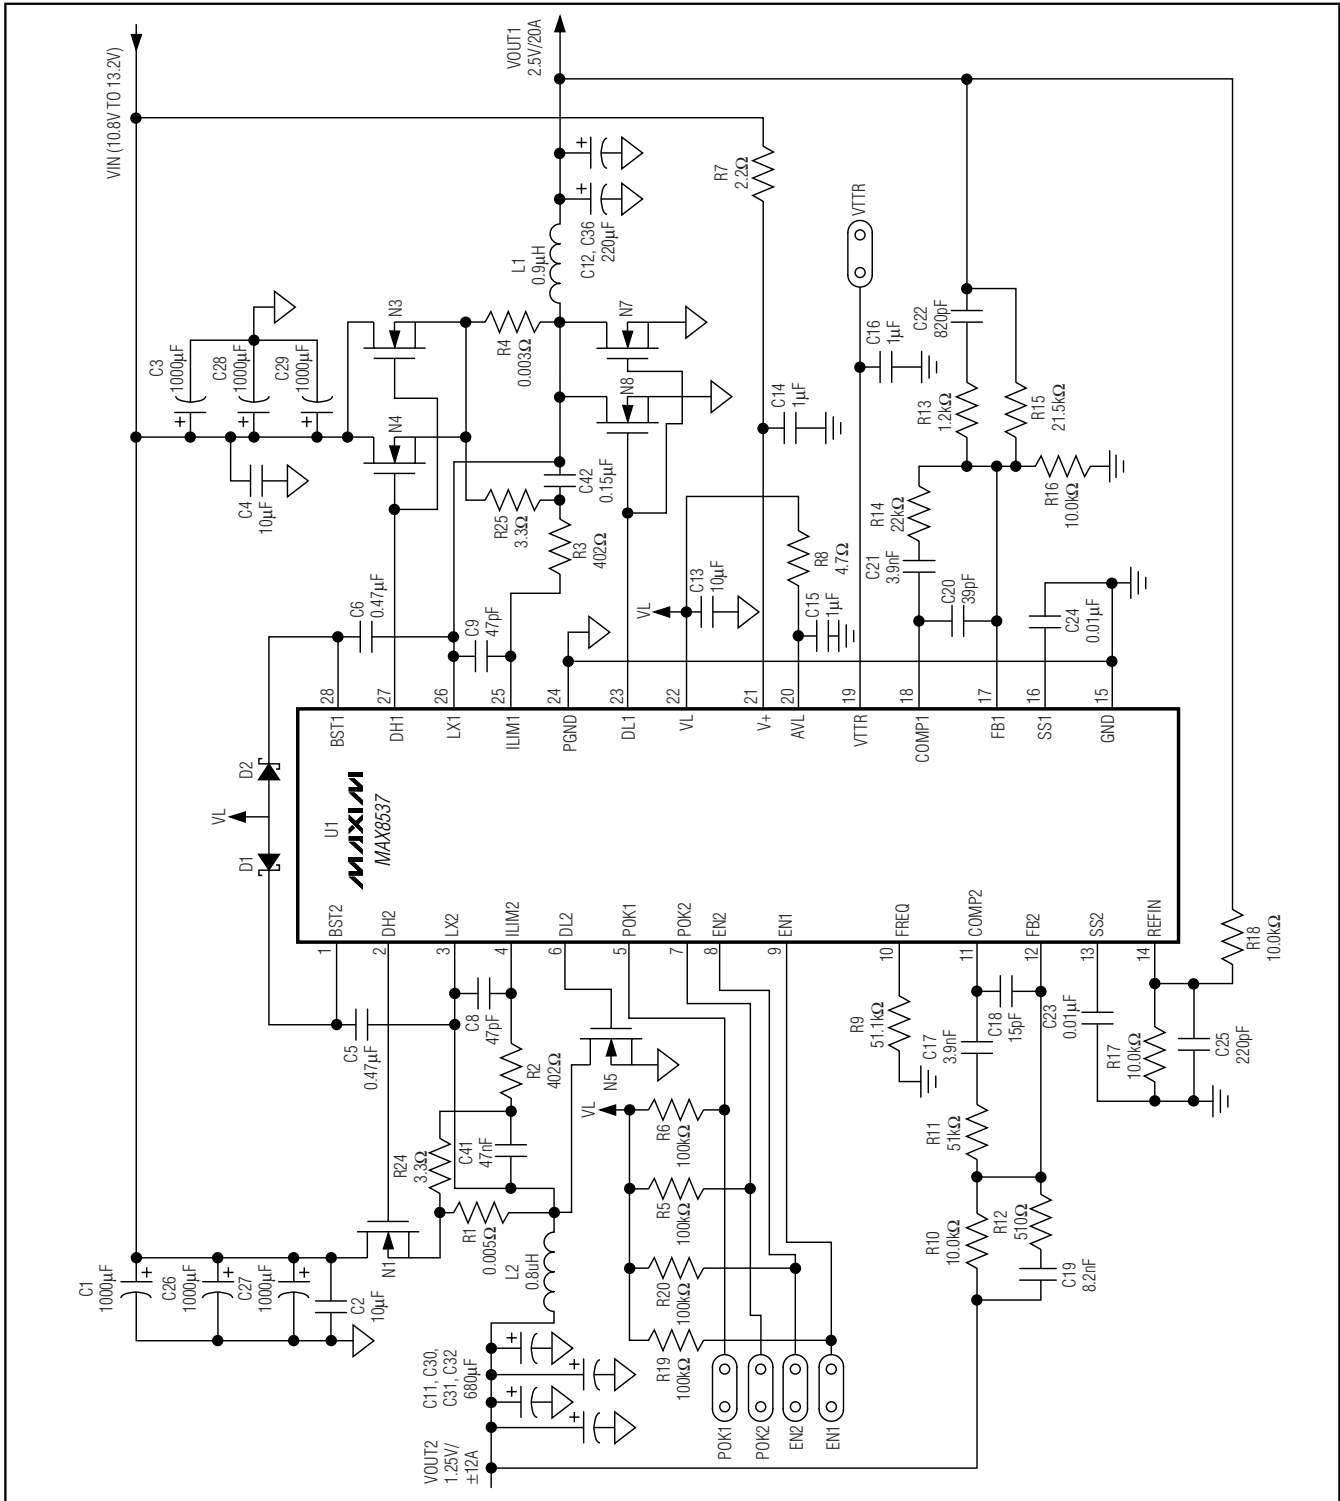 VIN (10.8V TO 13.2V)
VOUT1
2.5V/20A
C3
1000µF
C28
1000µF
C29
1000µF
C4
10µF
N3
N4
R4
0.003Ω
L1
0.9µH
C12, C36
220µF
N7
N8
R7
2.2Ω
VTTR
C6
0.47µF
C9
47pF
R25
3.3Ω
R3
402Ω
C42
0.15µF
VL
C13
10µF
C14
1µF
R8
4.7Ω
C15
1µF
C16
1µF
C22
820pF
R13
1.2kΩ
R15
21.5kΩ
R14
22kΩ
C21
3.9nF
C20
39pF
R16
10.0kΩ
C24
0.01µF
D2
VL
D1
28
27
26
25
24
23
22
21
20
19
18
17
16
15
BST1
DH1
LX1
ILIM1
PGND
DL1
VL
V+
AVL
VTTR
COMP1
FB1
SS1
GND
U1
MAXIM
MAX8537
BST2
DH2
LX2
ILIM2
DL2
POK1
POK2
EN2
EN1
FREQ
COMP2
FB2
SS2
REFIN
1
2
3
4
6
5
7
8
9
10
11
12
13
14
R18
10.0kΩ
C5
0.47µF
C8
47pF
R2
402Ω
N5
R24
3.3Ω
C41
47nF
VL
R6
100kΩ
R5
100kΩ
R20
100kΩ
R19
100kΩ
R9
51.1kΩ
C17
3.9nF
C18
15pF
C23
0.01µF
R17
10.0kΩ
C25
220pF
R11
51kΩ
R10
10.0kΩ
R12
510Ω
C19
8.2nF
C1
1000µF
C26
1000µF
C27
1000µF
C2
10µF
N1
R1
0.005Ω
L2
0.8uH
C11, C30,
C31, C32
680µF
VOUT2
1.25V/
±12A
POK1
POK2
EN2
EN1